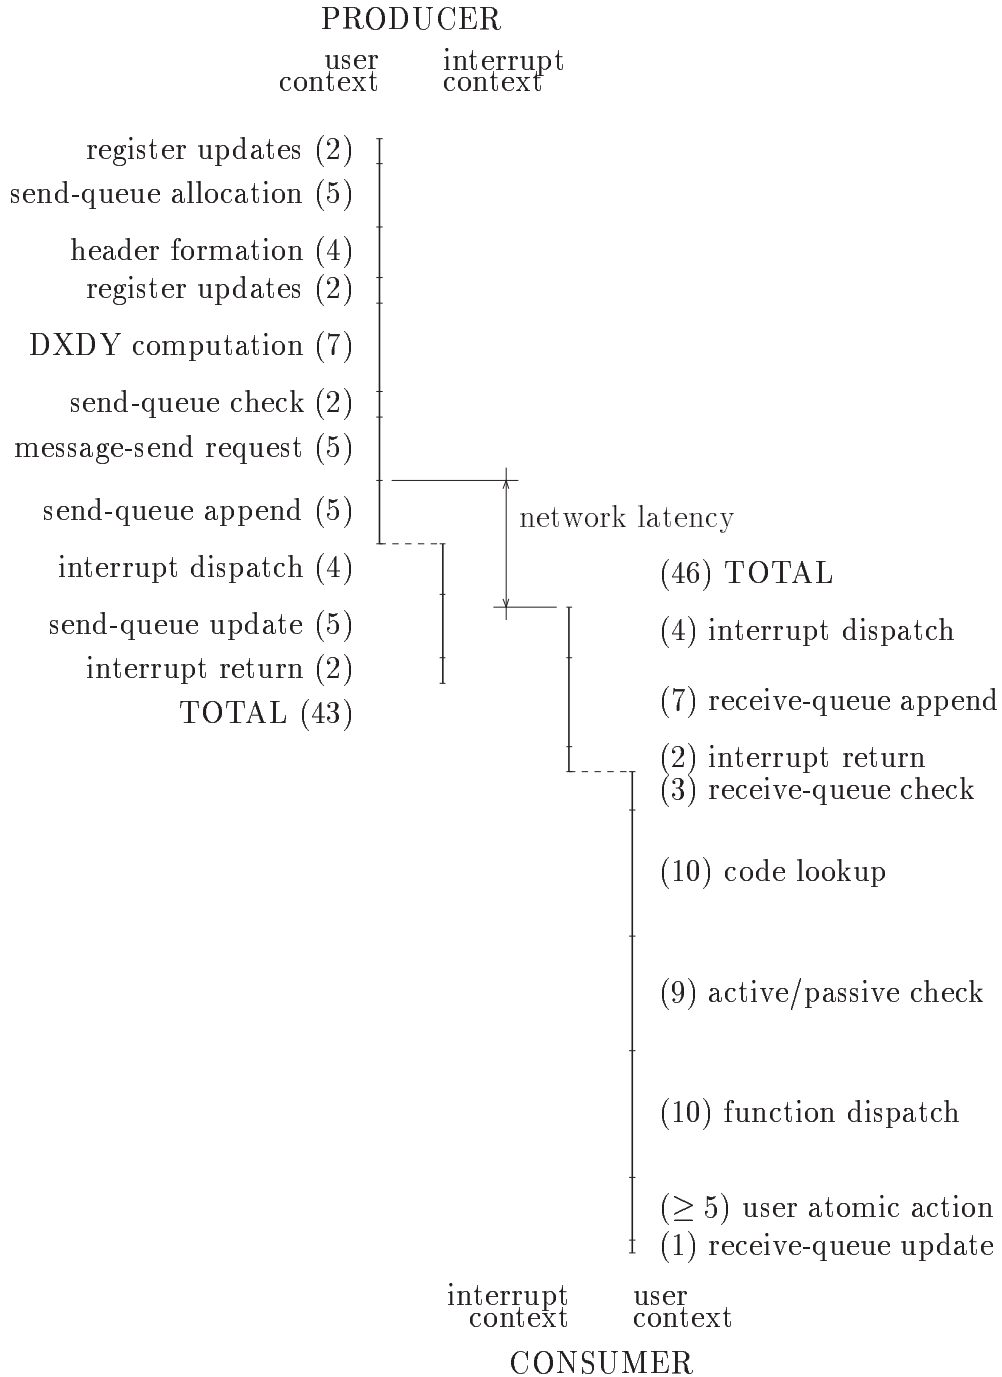 PRODUCER
user context
interrupt context
register updates (2)
send-queue allocation (5)
header formation (4)
register updates (2)
DXDY computation (7)
send-queue check (2)
message-send request (5)
send-queue append (5)
network latency
interrupt dispatch (4)
send-queue update (5)
interrupt return (2)
TOTAL (43)
(46) TOTAL
(4) interrupt dispatch
(7) receive-queue append
(2) interrupt return
(3) receive-queue check
(10) code lookup
(9) active/passive check
(10) function dispatch
(≥ 5) user atomic action
(1) receive-queue update
interrupt context
user context
CONSUMER